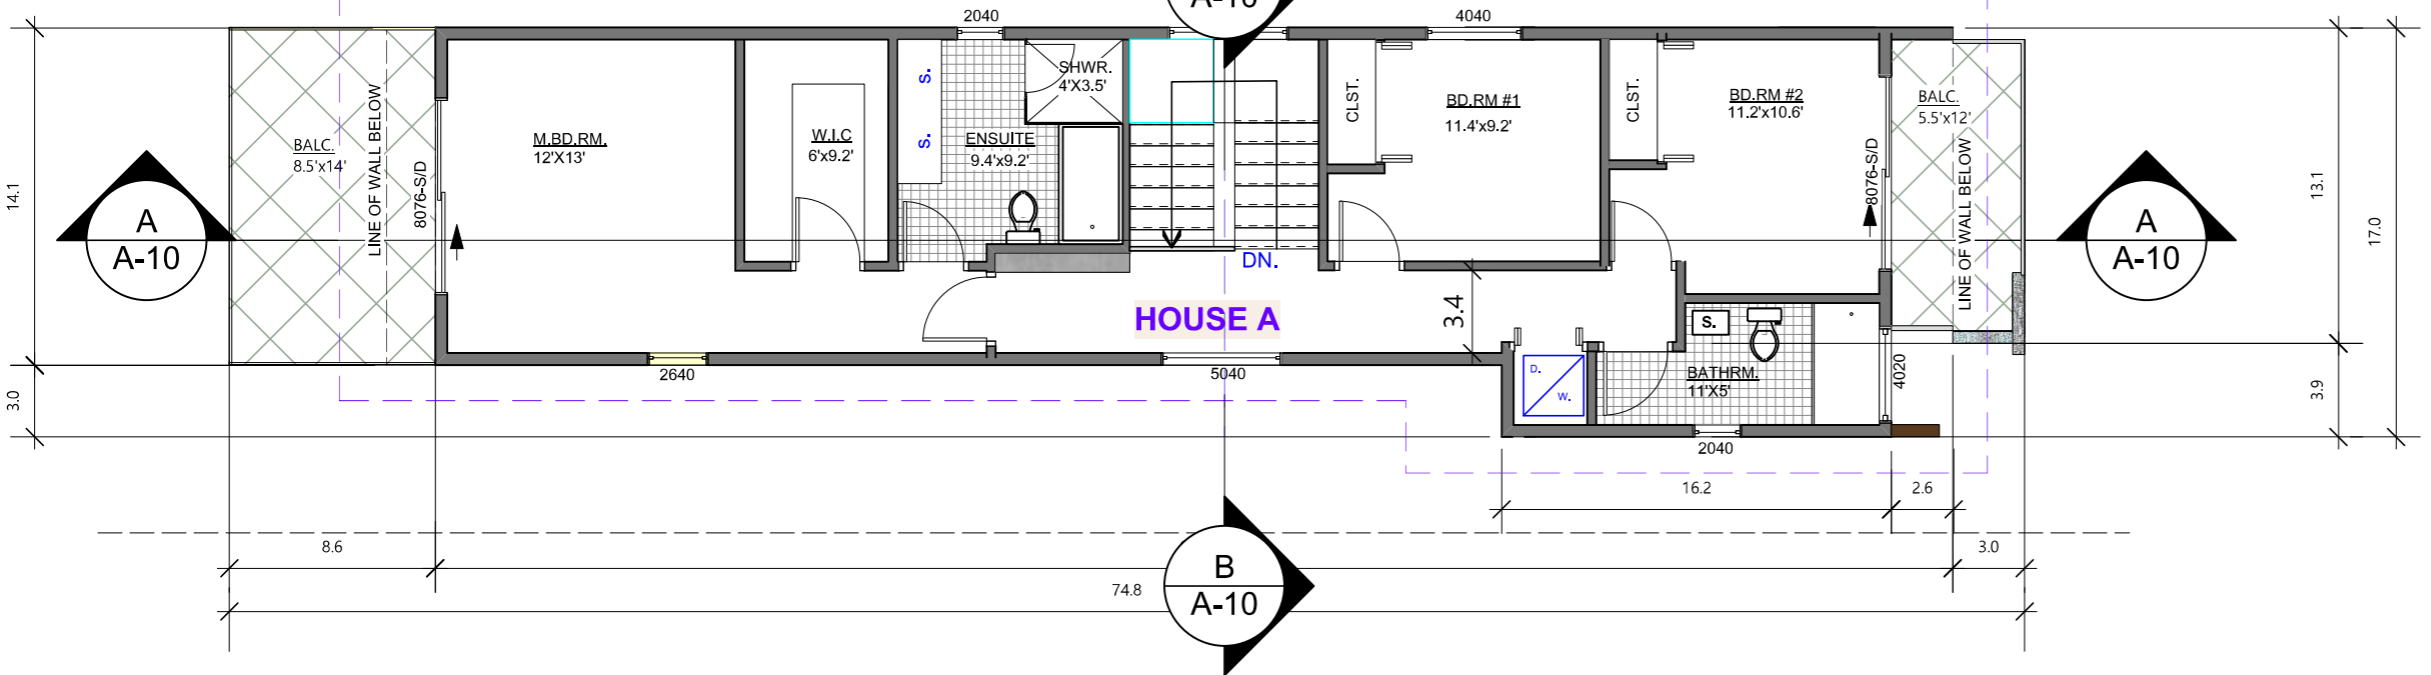 A-10
2040
4040
S.
S.
SHWR.
4'X3.5'
CLST.
BD.RM #1
11.4'x9.2'
CLST.
BD.RM #2
11.2'x10.6'
BALC.
5.5'x12'
BALC.
8.5'x14'
LINE OF WALL BELOW
8076-S/D
M.BD.RM.
12'X13'
W.I.C
6'x9.2'
ENSUITE
9.4'x9.2'
8076-S/D
LINE OF WALL BELOW
14.1
13.1
17.0
A
A-10
A
A-10
DN.
HOUSE A
3.4
S.
D.
W.
BATHRM.
11'X5'
4020
2640
5040
2040
3.0
3.9
16.2
2.6
8.6
3.0
74.8
B
A-10